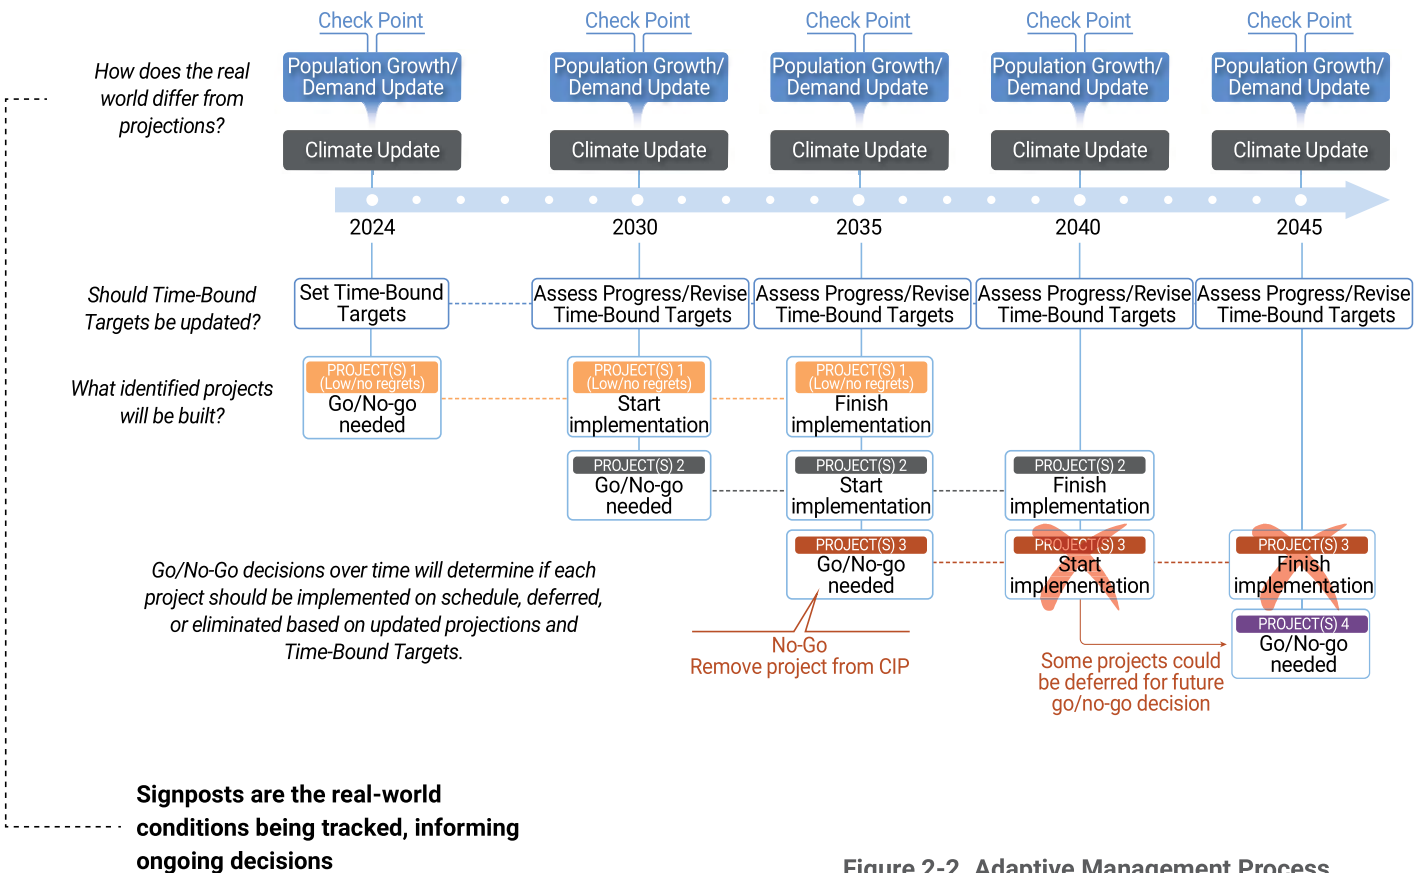 Check Point
Check Point
Check Point
Check Point
Check Point
How does the real
world differ from
projections?
Population Growth/
Demand Update
Population Growth/
Demand Update
Population Growth/
Demand Update
Population Growth/
Demand Update
Population Growth/
Demand Update
Climate Update
Climate Update
Climate Update
Climate Update
Climate Update
2024
2030
2035
2040
2045
Should Time-Bound
Targets be updated?
Set Time-Bound
Targets
Assess Progress/Revise
Time-Bound Targets
Assess Progress/Revise
Time-Bound Targets
Assess Progress/Revise
Time-Bound Targets
Assess Progress/Revise
Time-Bound Targets
What identified projects
will be built?
PROJECT(S) 1
(Low/no regrets)
Go/No-go
needed
PROJECT(S) 1
(Low/no regrets)
Start
implementation
PROJECT(S) 1
(Low/no regrets)
Finish
implementation
PROJECT(S) 2
Go/No-go
needed
PROJECT(S) 2
Start
implementation
PROJECT(S) 2
Finish
implementation
PROJECT(S) 3
Go/No-go
needed
PROJECT(S) 3
Start
implementation
PROJECT(S) 3
Finish
implementation
Go/No-Go decisions over time will determine if each
project should be implemented on schedule, deferred,
or eliminated based on updated projections and
Time-Bound Targets.
No-Go
Remove project from CIP
Some projects could
be deferred for future
go/no-go decision
PROJECT(S) 4
Go/No-go
needed
Signposts are the real-world
conditions being tracked, informing
ongoing decisions
Figure 2-2. Adaptive Management Process